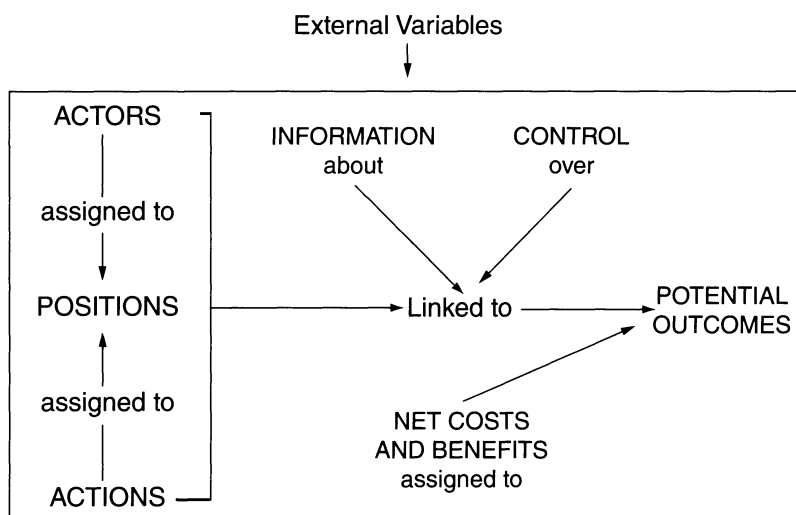 External Variables
ACTORS
assigned to
POSITIONS
assigned to
ACTIONS
INFORMATION
about
CONTROL
over
Linked to
POTENTIAL
OUTCOMES
NET COSTS
AND BENEFITS
assigned to